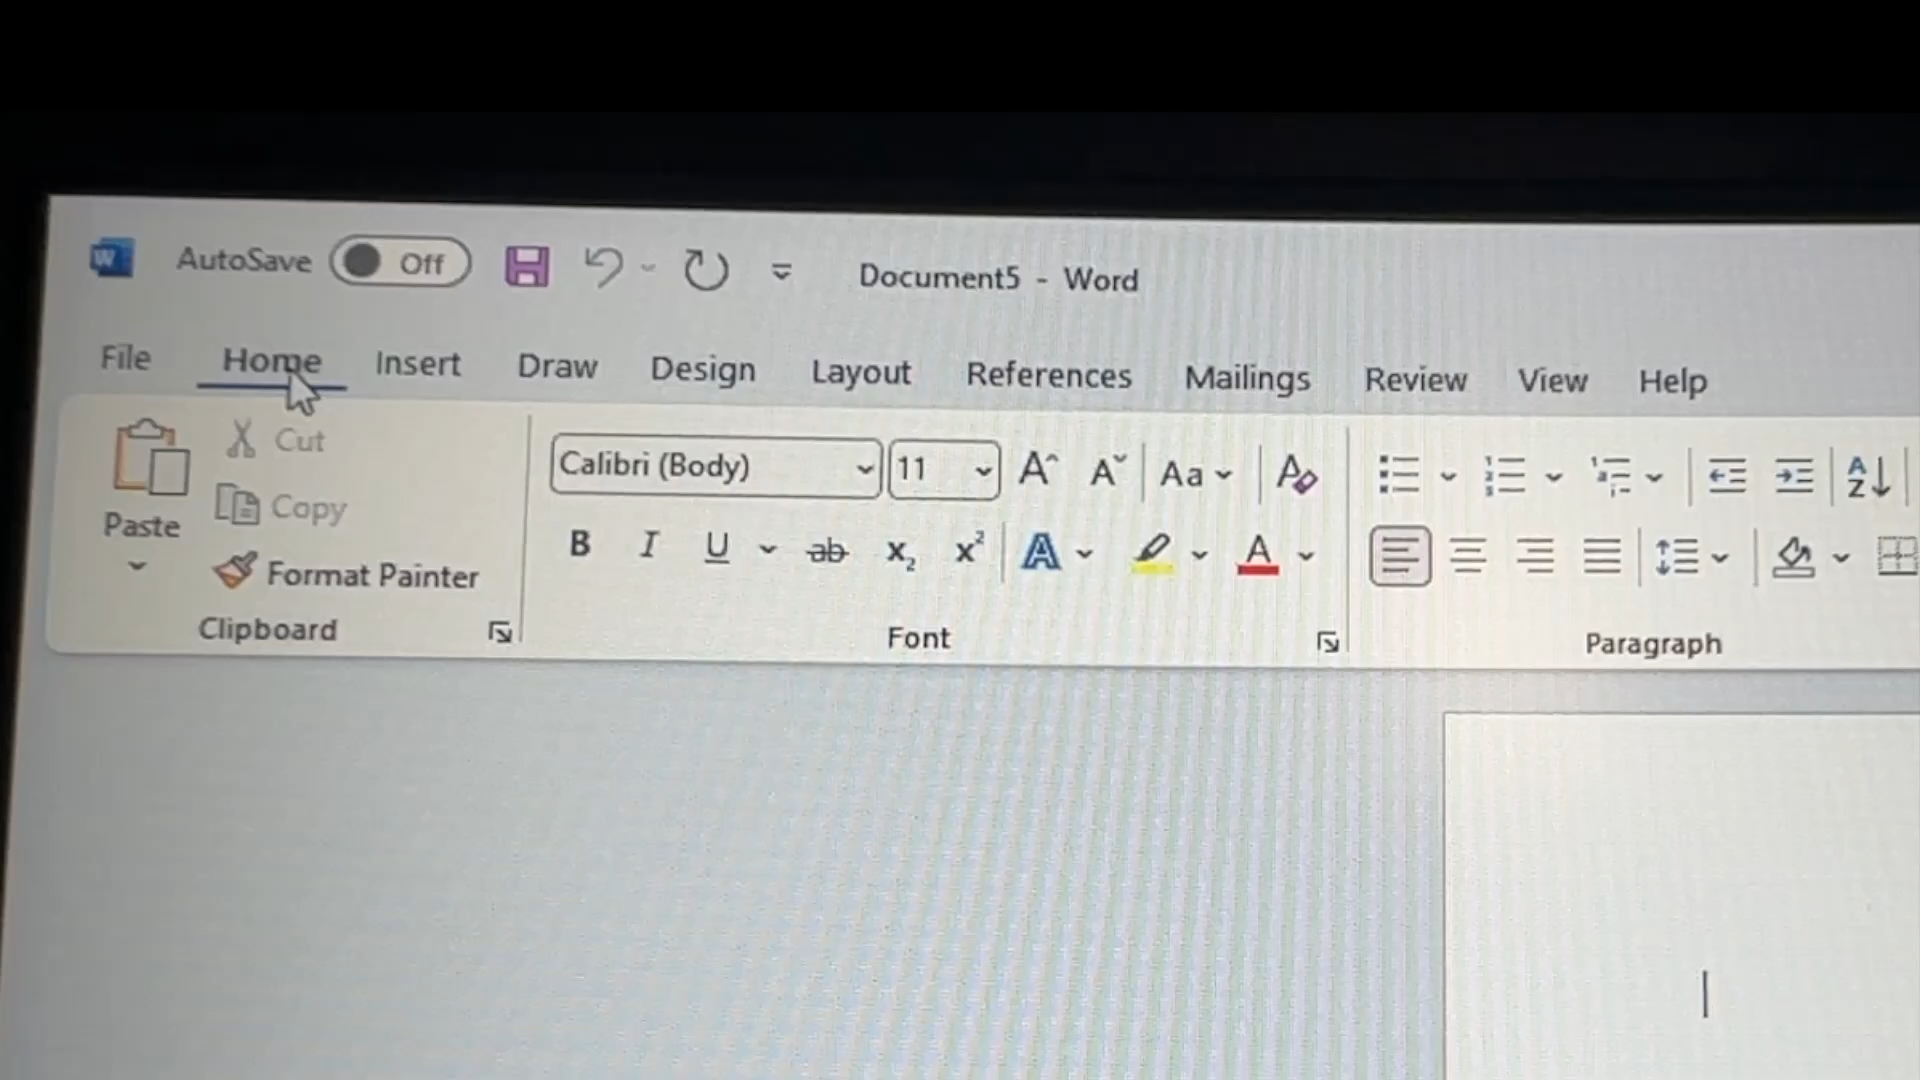 AutoSave Off Document5 - Word
File Home Insert Draw Design Layout References Mailings Review View Help
Paste
Cut
Copy
Format Painter
Clipboard
Calibri (Body) 11
Font
Paragraph